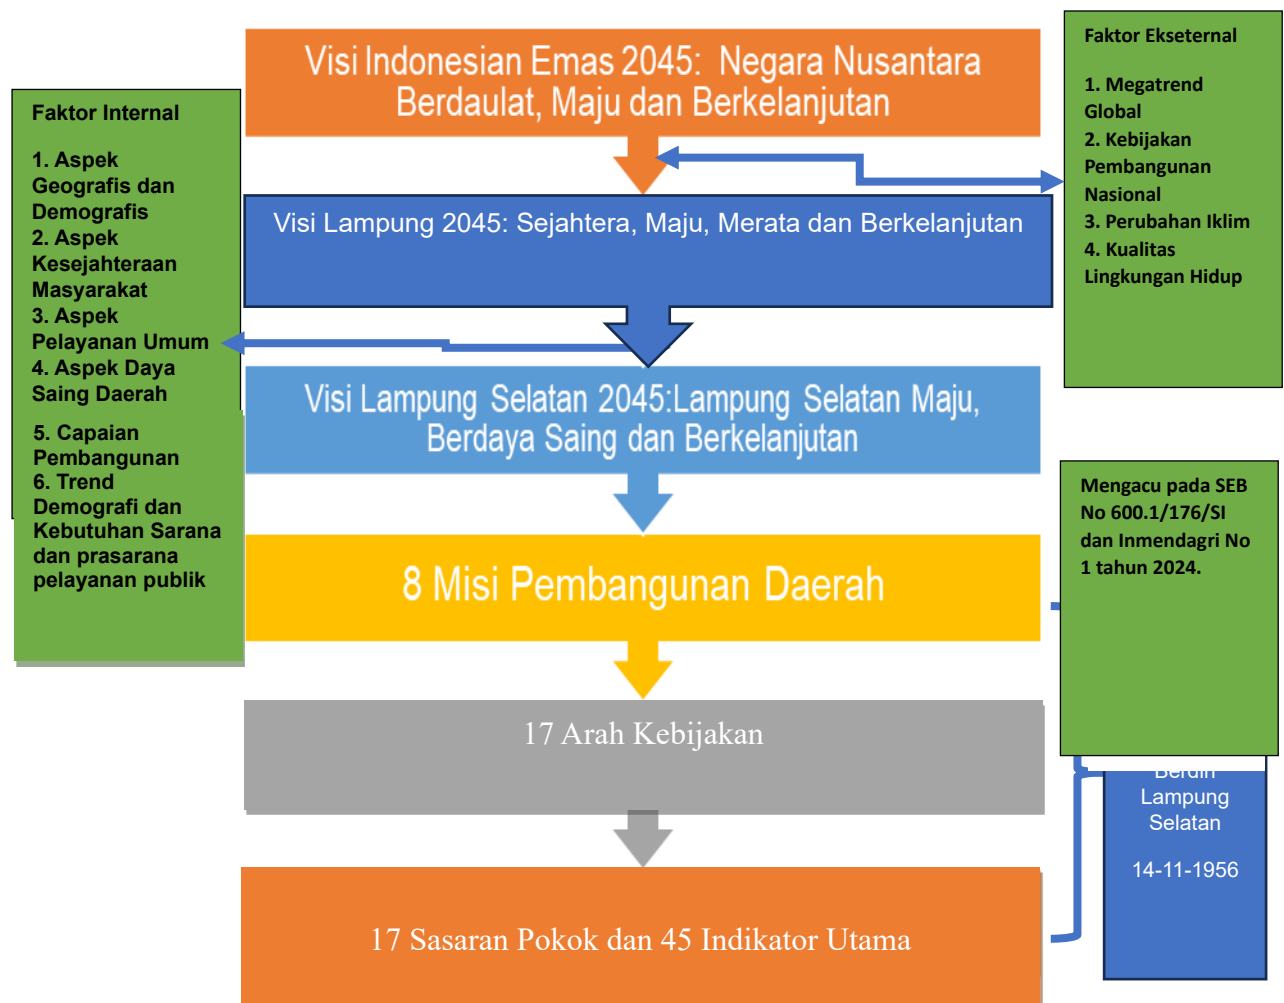 Visi Indonesian Emas 2045: Negara Nusantara
Berdaulat, Maju dan Berkelanjutan
Faktor Ekseternal
1. Megatrend
Global
2. Kebijakan
Pembangunan
Nasional
3. Perubahan Iklim
4. Kualitas
Lingkungan Hidup
Faktor Internal
1. Aspek
Geografis dan
Demografis
2. Aspek
Kesejahteraan
Masyarakat
3. Aspek
Pelayanan Umum
4. Aspek Daya
Saing Daerah
5. Capaian
Pembangunan
6. Trend
Demografi dan
Kebutuhan Sarana
dan prasarana
pelayanan publik
Visi Lampung 2045: Sejahtera, Maju, Merata dan Berkelanjutan
Visi Lampung Selatan 2045:Lampung Selatan Maju,
Berdaya Saing dan Berkelanjutan
8 Misi Pembangunan Daerah
Mengacu pada SEB
No 600.1/176/SI
dan Inmendagri No
1 tahun 2024.
17 Arah Kebijakan
Lampung
Selatan
14-11-1956
17 Sasaran Pokok dan 45 Indikator Utama